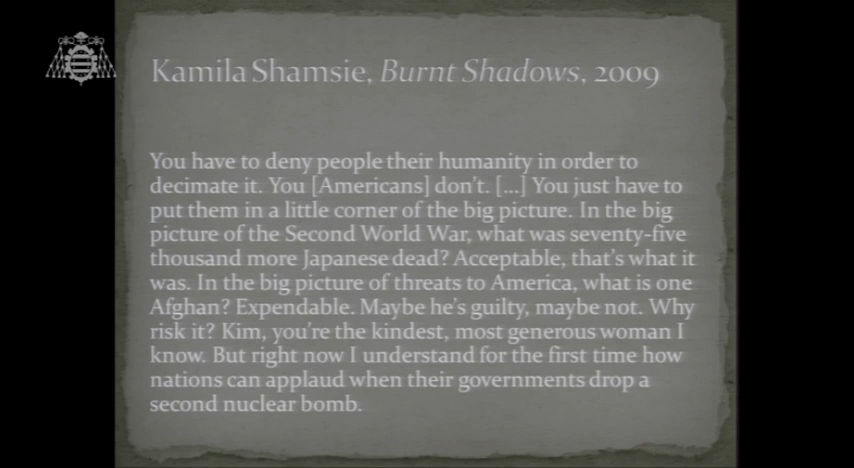 Kamila Shamsie, Burnt Shadows, 2009
You have to deny people their humanity in order to
decimate it. You [Americans] don't. [...] You just have to
put them in a little corner of the big picture. In the big
picture of the Second World War, what was seventy-five
thousand more Japanese dead? Acceptable, that's what it
was. In the big picture of threats to America, what is one
Afghan? Expendable. Maybe he's guilty, maybe not. Why
risk it? Kim, you're the kindest, most generous woman I
know. But right now I understand for the first time how
nations can applaud when their governments drop a
second nuclear bomb.